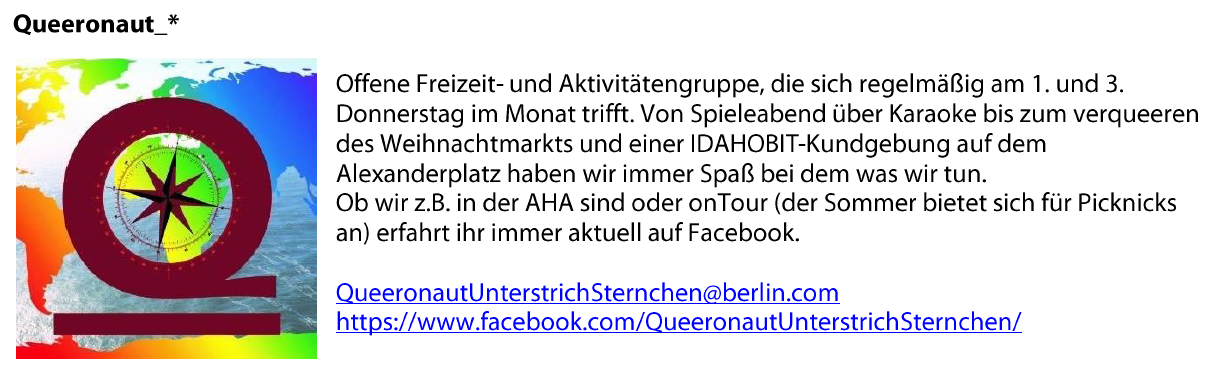 Queeronaut_*
Offene Freizeit- und Aktivitätengruppe, die sich regelmäßig am 1. und 3.
Donnerstag im Monat trifft. Von Spieleabend über Karaoke bis zum verqueeren
des Weihnachtmarkts und einer IDAHOBIT-Kundgebung auf dem
Alexanderplatz haben wir immer Spaß bei dem was wir tun.
Ob wir z.B. in der AHA sind oder onTour (der Sommer bietet sich für Picknicks
an) erfahrt ihr immer aktuell auf Facebook.
QueeronautUnterstrichSternchen@berlin.com
https://www.facebook.com/QueeronautUnterstrichSternchen/